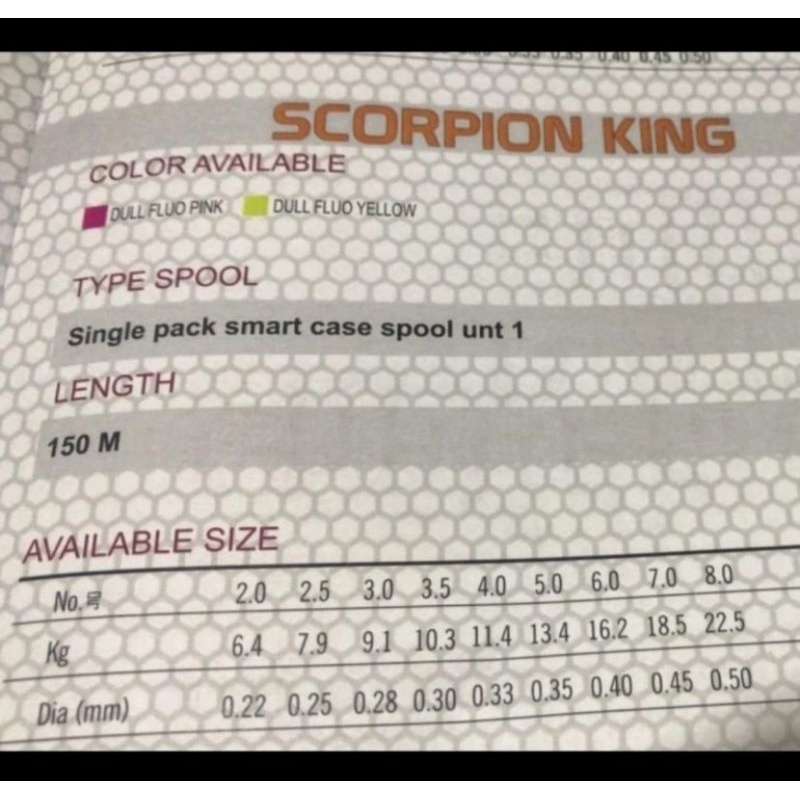 0.35 0.40 0.45 0.50
SCORPION KING
COLOR AVAILABLE
DULL FLUO PINK DULL FLUO YELLOW
TYPE SPOOL
Single pack smart case spool unt 1
LENGTH
150 M
AVAILABLE SIZE
No.号 2.0 2.5 3.0 3.5 4.0 5.0 6.0 7.0 8.0
Kg 6.4 7.9 9.1 10.3 11.4 13.4 16.2 18.5 22.5
Dia (mm) 0.22 0.25 0.28 0.30 0.33 0.35 0.40 0.45 0.50